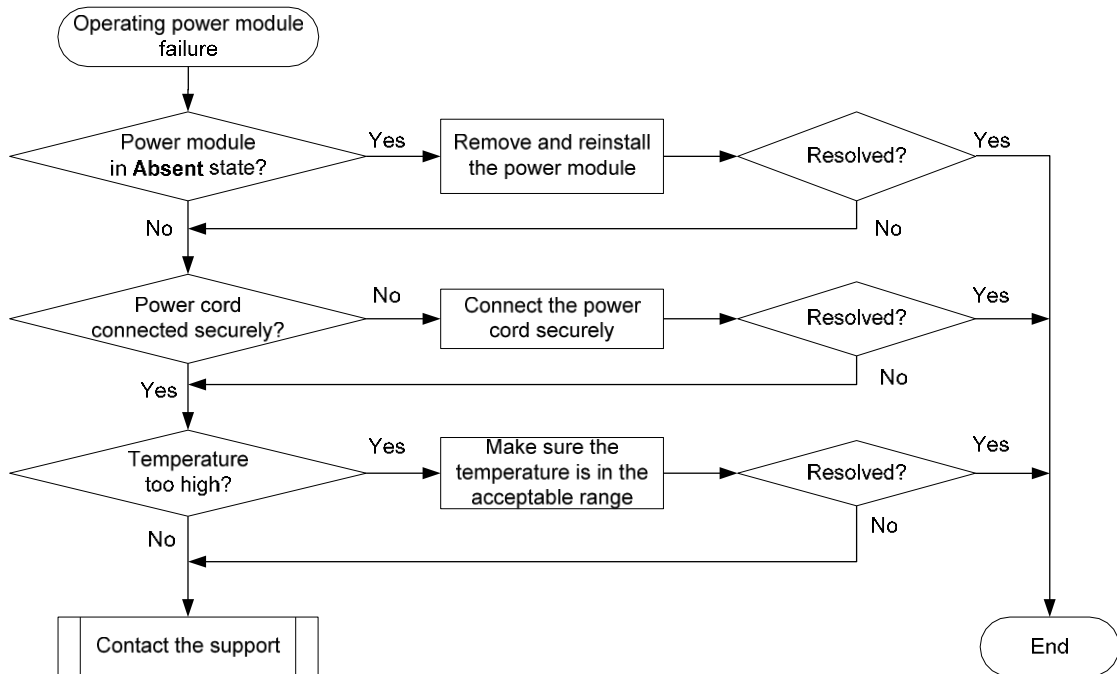 Operating power module
failure
Power module
in Absent state?
Yes
Remove and reinstall
the power module
Resolved?
Yes
No
No
Power cord
connected securely?
No
Connect the power
cord securely
Resolved?
Yes
No
Yes
Temperature
too high?
Yes
Make sure the
temperature is in the
acceptable range
Resolved?
Yes
No
No
Contact the support
End